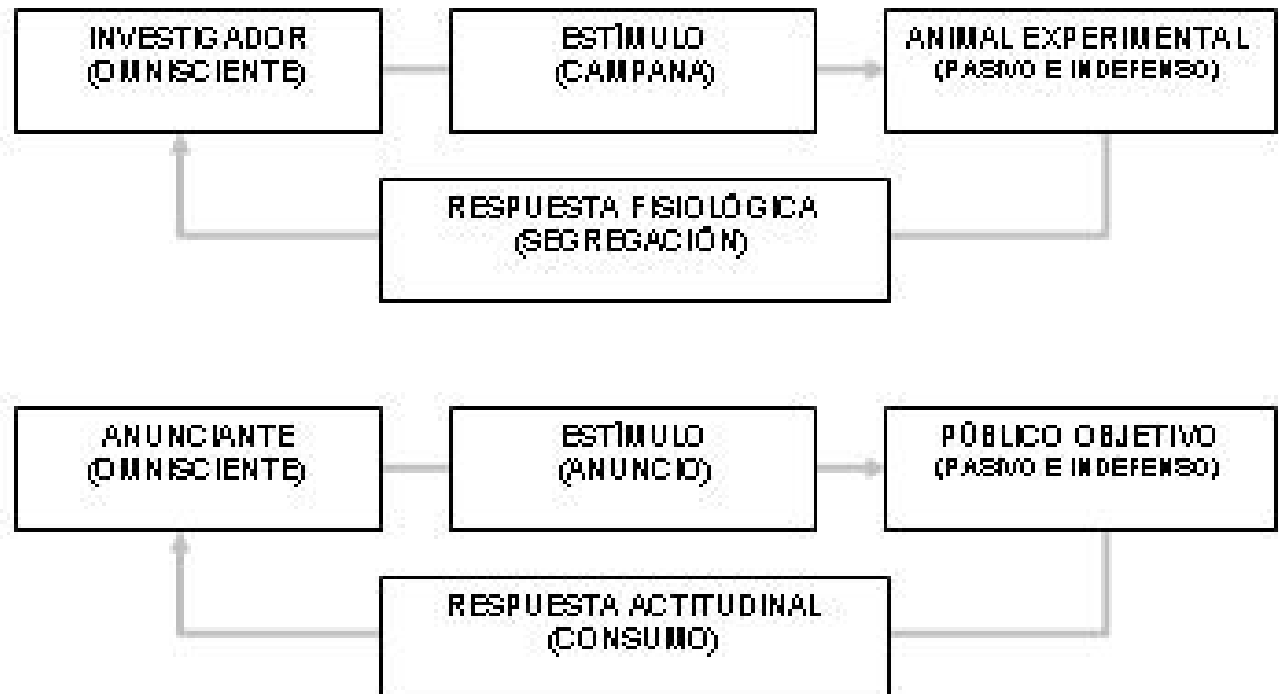 INVESTIGADOR
(OMNISCIENTE)
ESTÍMULO
(CAMPANA)
ANIMAL EXPERIMENTAL
(PASIVO E INDEFENSO)
RESPUESTA FISIOLÓGICA
(SEGREGACIÓN)
ANUNCIANTE
(OMNISCIENTE)
ESTÍMULO
(ANUNCIO)
PÚBLICO OBJETIVO
(PASIVO E INDEFENSO)
RESPUESTA ACTITUDINAL
(CONSUMO)